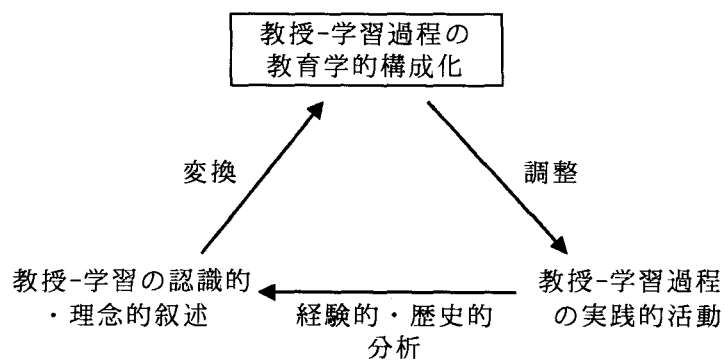 教授-学習過程の
教育学的構成化
変換
調整
教授-学習の認識的
・理念的叙述
経験的・歴史的
分析
教授-学習過程
の実践的活動